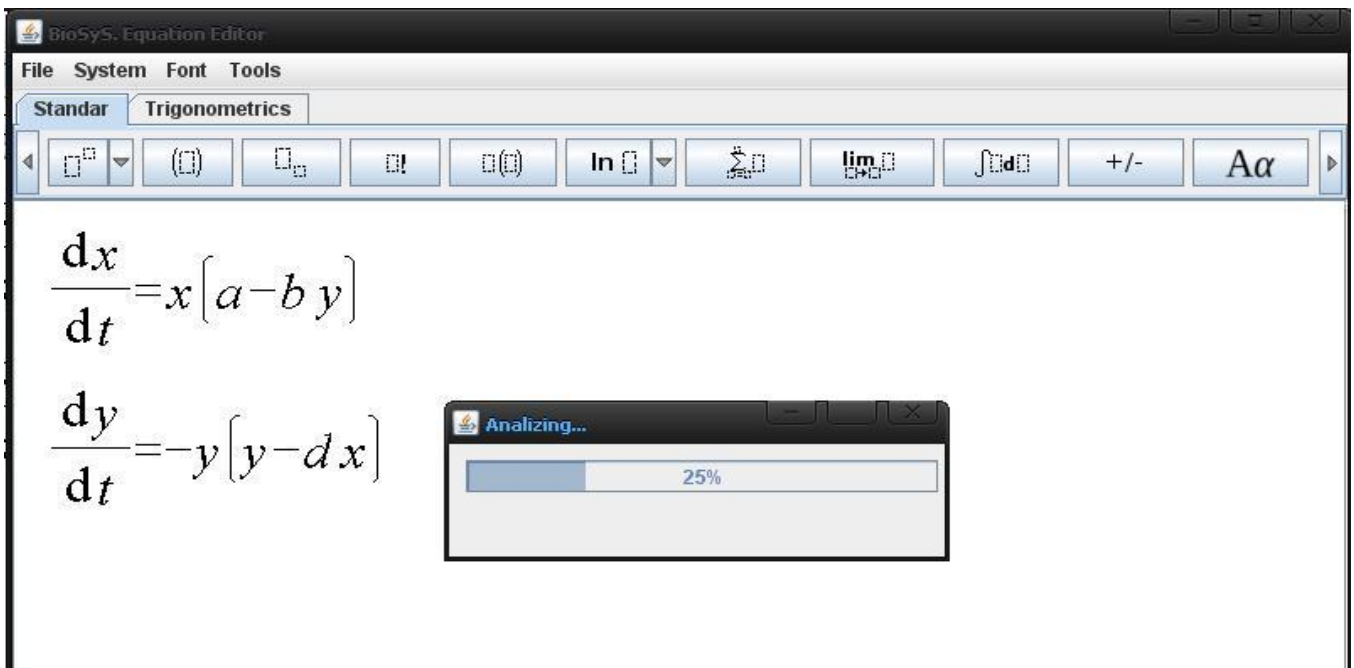 BioSyS. Equation Editor
File System Font Tools
Standar Trigonometrics
□^□ (□) □_□ □! □(□) ln □ ∑□ lim □ ∫□d□ +/- Aα
dx/dt=x(a-b y)
dy/dt=-y(y-d x)
Analizing...
25%